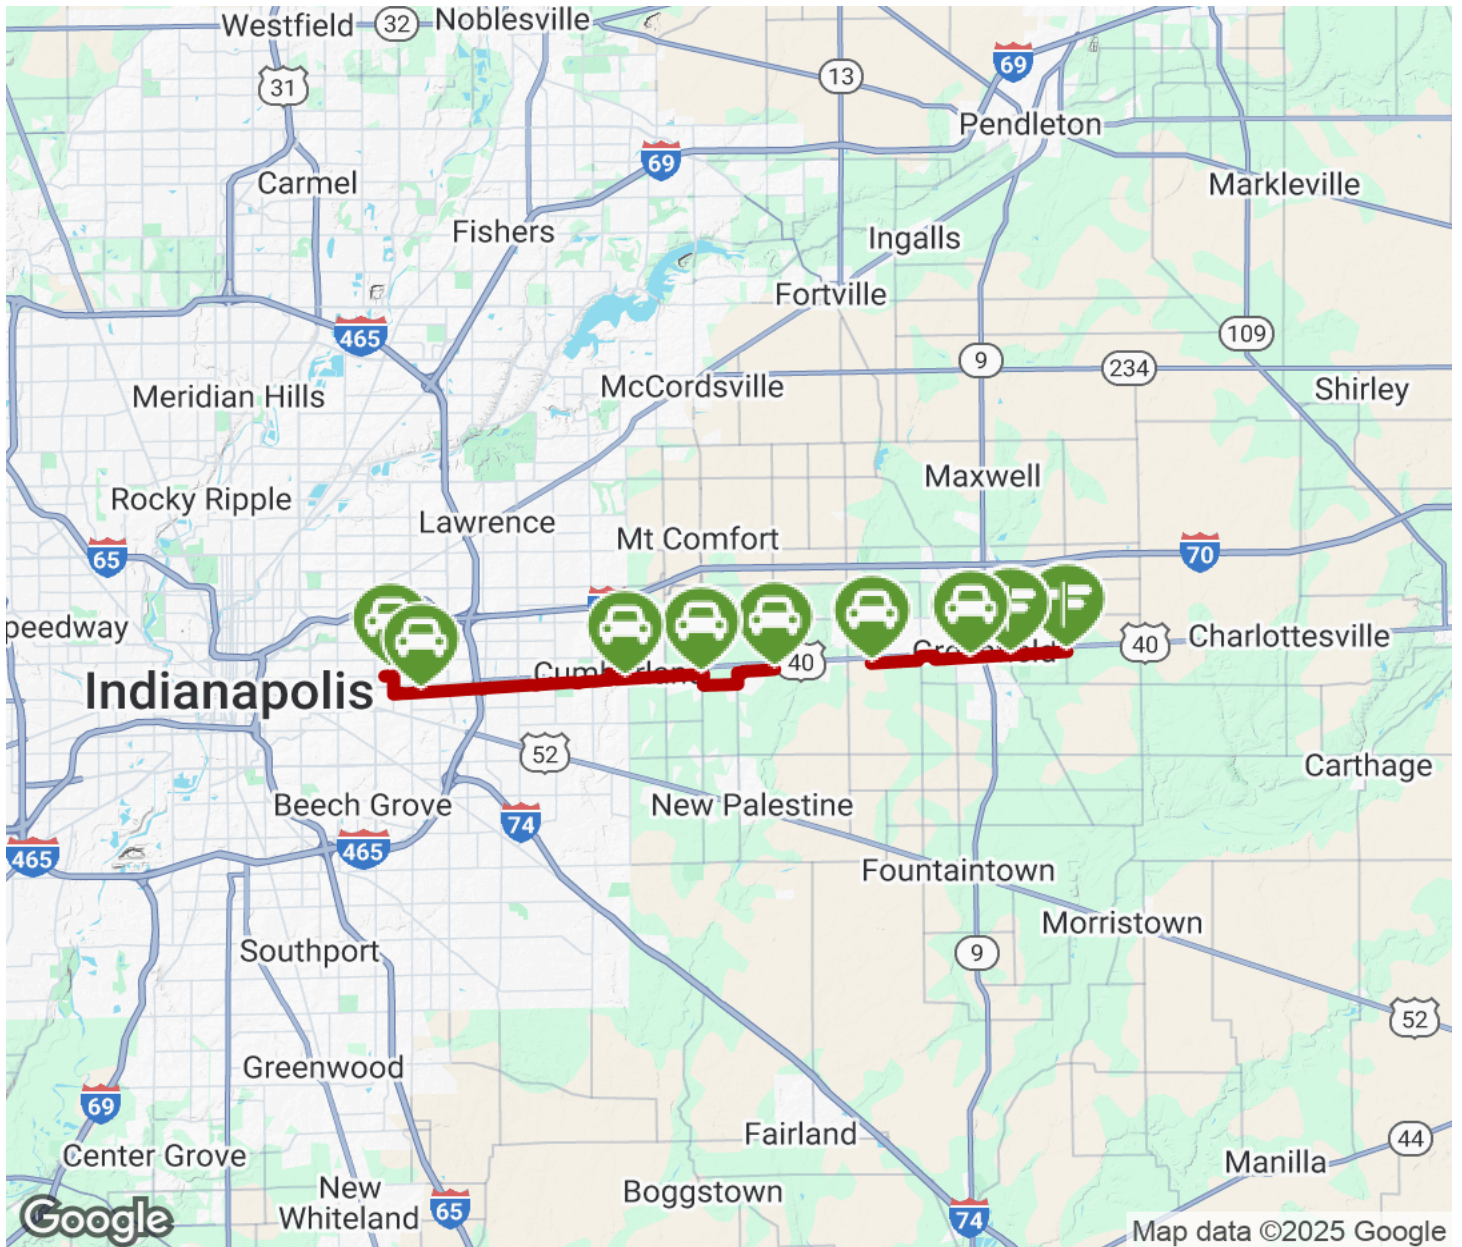 Westfield
32
Noblesville
31
13
69
Pendleton
69
Carmel
Markleville
Fishers
Ingalls
Fortville
465
109
9
234
Meridian Hills
McCordsville
Shirley
Maxwell
Rocky Ripple
Lawrence
Mt Comfort
65
70
peedway
40
Charlottesville
40
Indianapolis
52
Carthage
Beech Grove
New Palestine
74
465
465
Fountaintown
Morristown
Southport
9
52
Greenwood
69
Fairland
44
Center Grove
Manilla
New
Whiteland
65
Boggstown
74
Google
Map data ©2025 Google